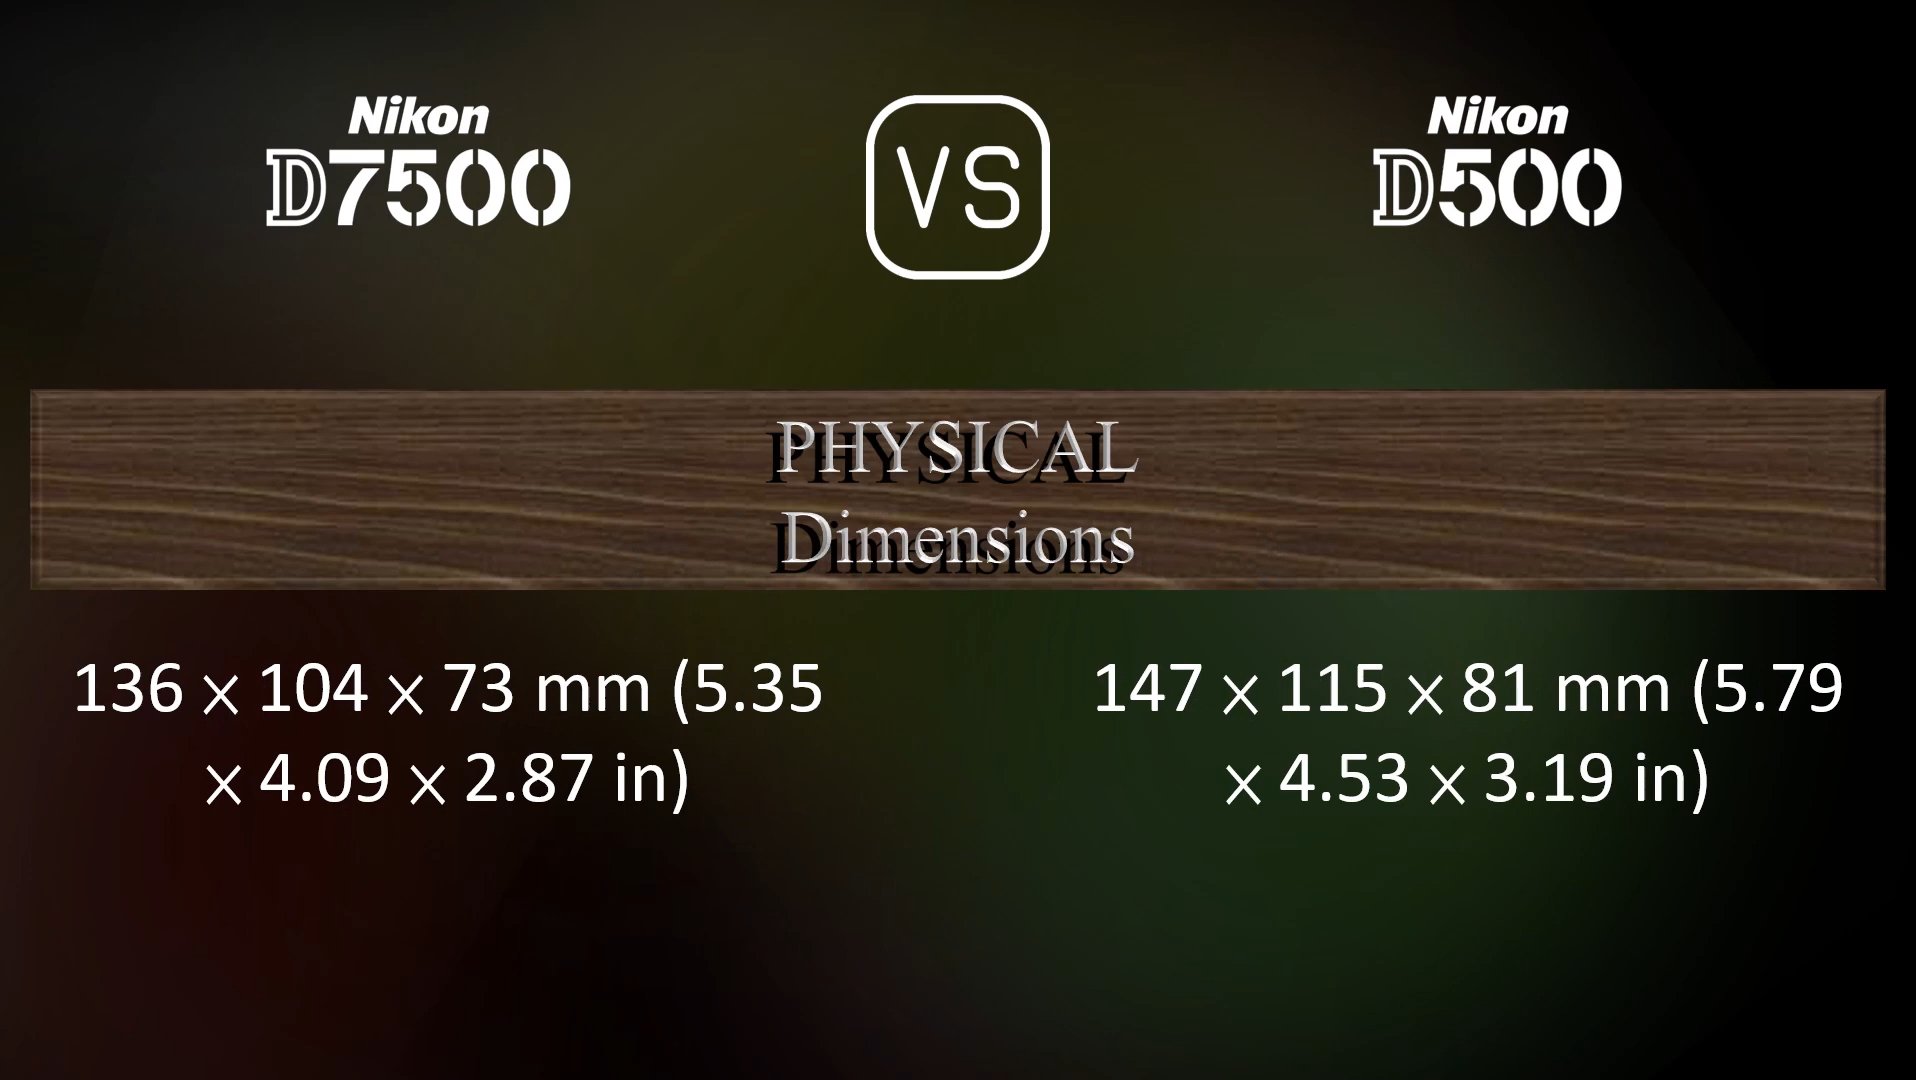 Nikon
D7500
VS
Nikon
D500
PHYSICAL
Dimensions
136 x 104 x 73 mm (5.35
x 4.09 x 2.87 in)
147 x 115 x 81 mm (5.79
x 4.53 x 3.19 in)